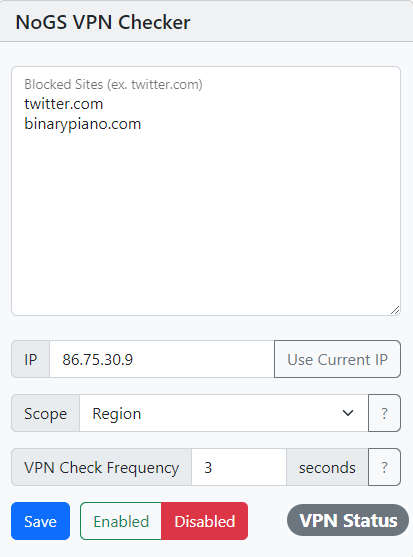 NoGS VPN Checker
Blocked Sites (ex. twitter.com)
twitter.com
binarypiano.com
IP 86.75.30.9 Use Current IP
Scope Region ?
VPN Check Frequency 3 seconds ?
Save Enabled Disabled VPN Status